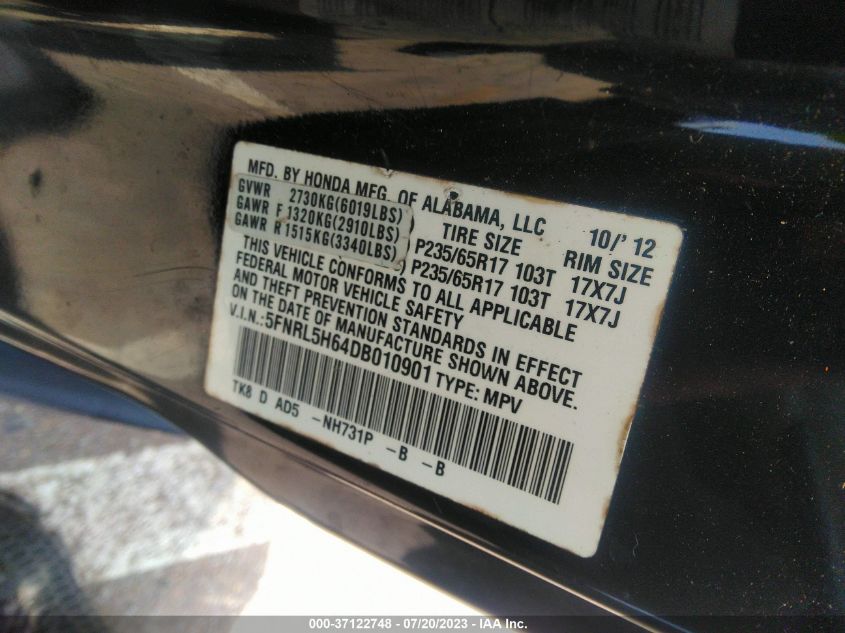 MFD. BY HONDA MFG. OF ALABAMA, LLC 10/'12
GVWR 2730KG(6019LBS) TIRE SIZE RIM SIZE
GAWR F 1320KG(2910LBS) P235/65R17 103T 17X7J
GAWR R 1515KG(3340LBS) P235/65R17 103T 17X7J
THIS VEHICLE CONFORMS TO ALL APPLICABLE
FEDERAL MOTOR VEHICLE SAFETY
AND THEFT PREVENTION STANDARDS IN EFFECT
ON THE DATE OF MANUFACTURE SHOWN ABOVE.
V.I.N.:5FNRL5H64DB010901 TYPE: MPV
TK8 D AD5 -NH731P -B -B
000-37122748 - 07/20/2023 - IAA Inc.